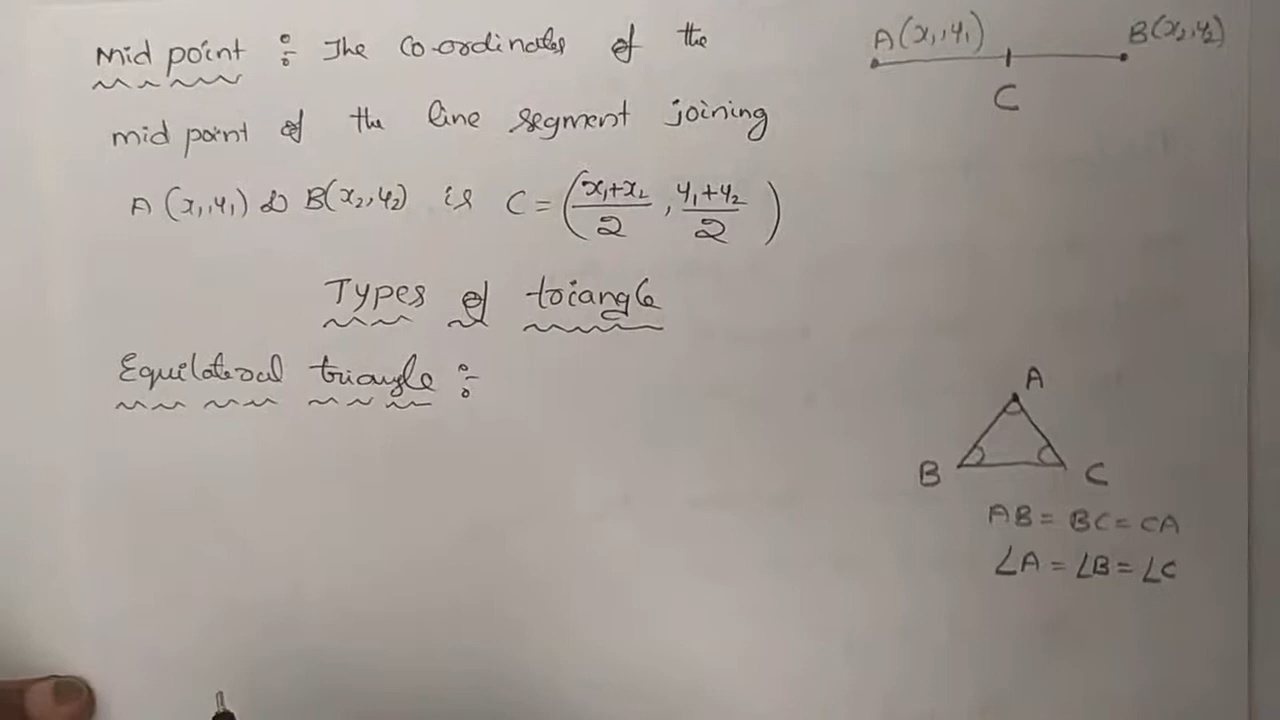 Mid point :- The co-ordinates of the
A(x₁,y₁) B(x₂,y₂)
C
mid point of the line segment joining
A (x₁,y₁) & B(x₂,y₂) is C = ((x₁+x₂)/2 , (y₁+y₂)/2)
Types of triangle
Equilateral triangle :-
A
B C
AB = BC = CA
∠A = ∠B = ∠C